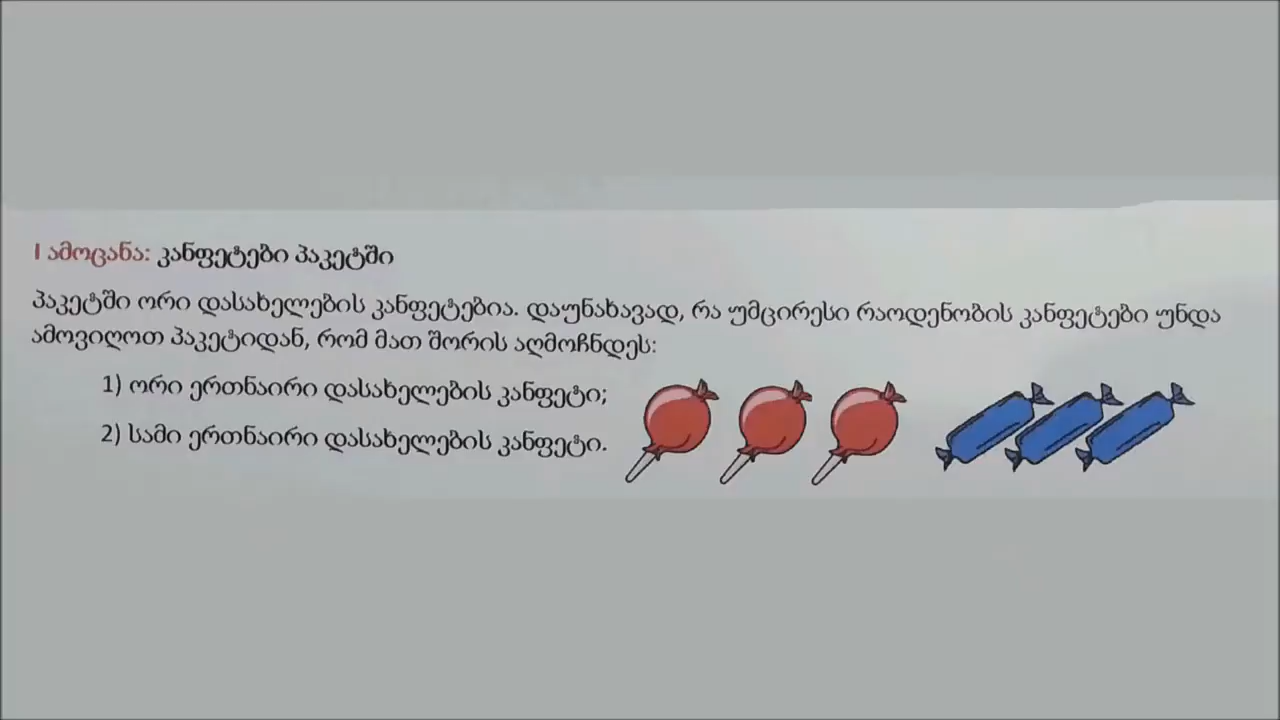 I ამოცანა: კანფეტები პაკეტში
პაკეტში ორი დასახელების კანფეტებია. დაუნახავად, რა უმცირესი რაოდენობის კანფეტები უნდა
ამოვიღოთ პაკეტიდან, რომ მათ შორის აღმოჩნდეს:
1) ორი ერთნაირი დასახელების კანფეტი;
2) სამი ერთნაირი დასახელების კანფეტი.